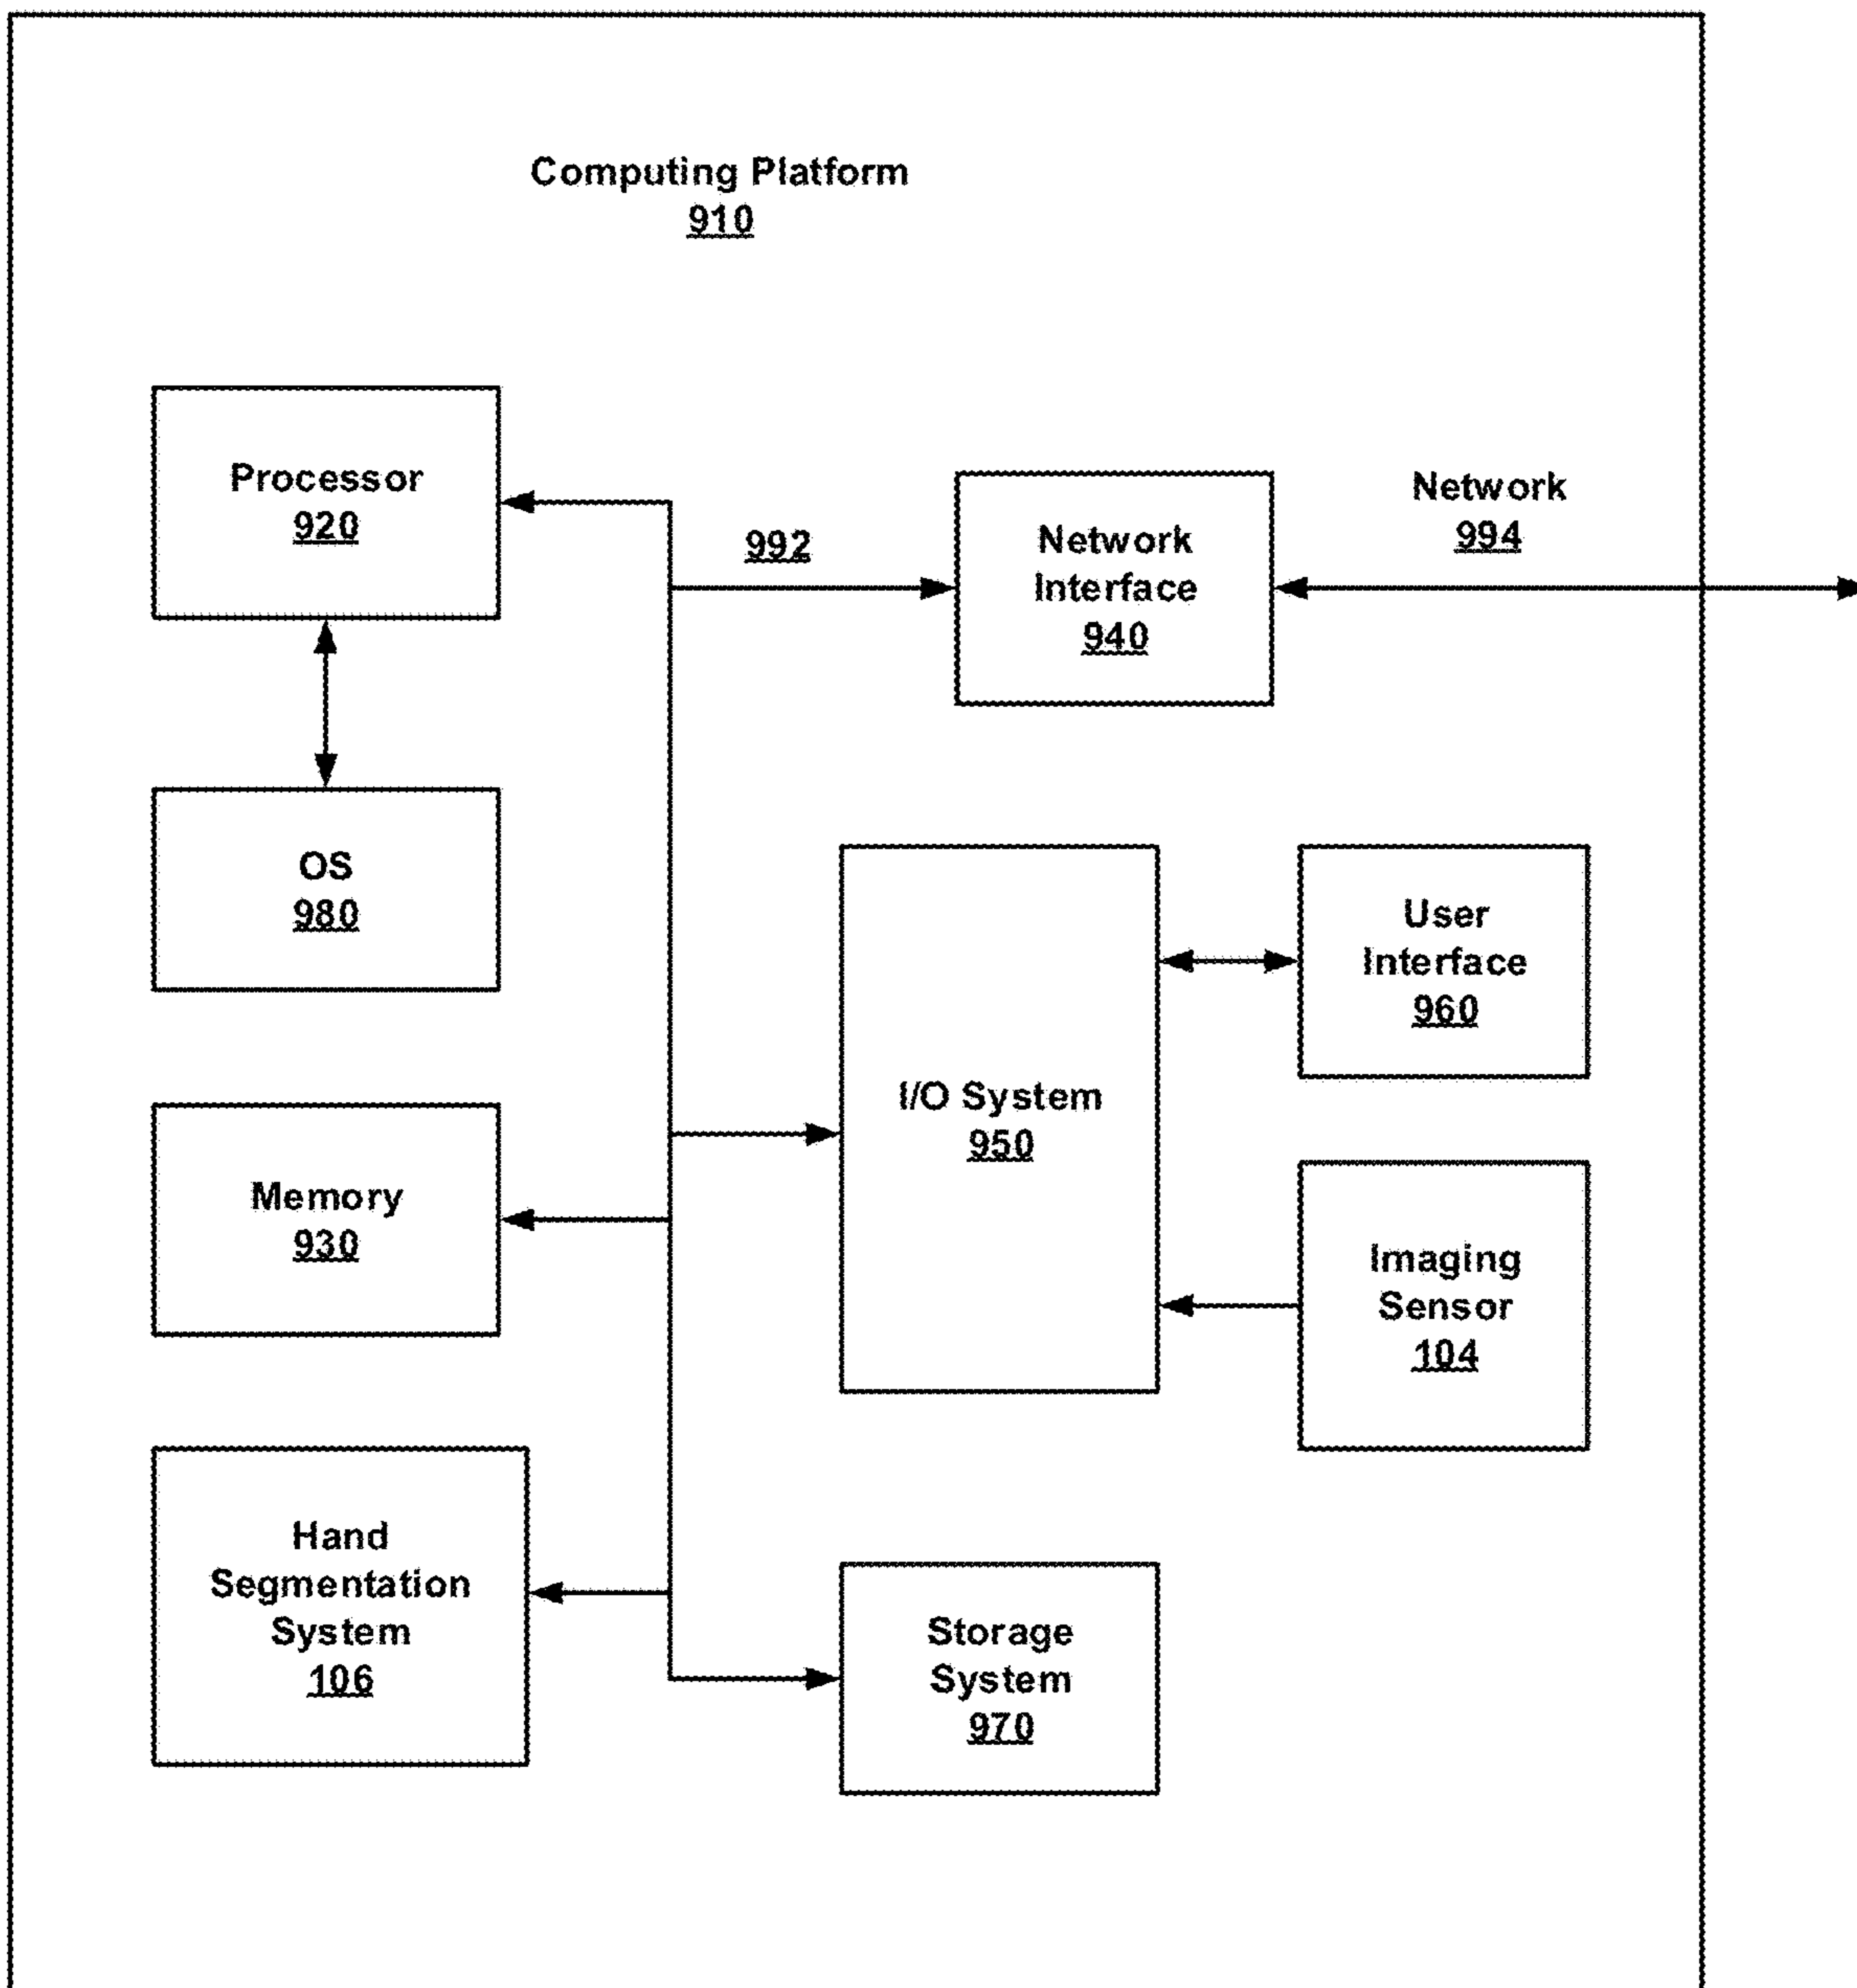 Computing Platform
910
Processor
920
992
Network
Interface
940
Network
994
OS
980
I/O System
950
User
Interface
960
Memory
930
Imaging
Sensor
104
Hand
Segmentation
System
106
Storage
System
970